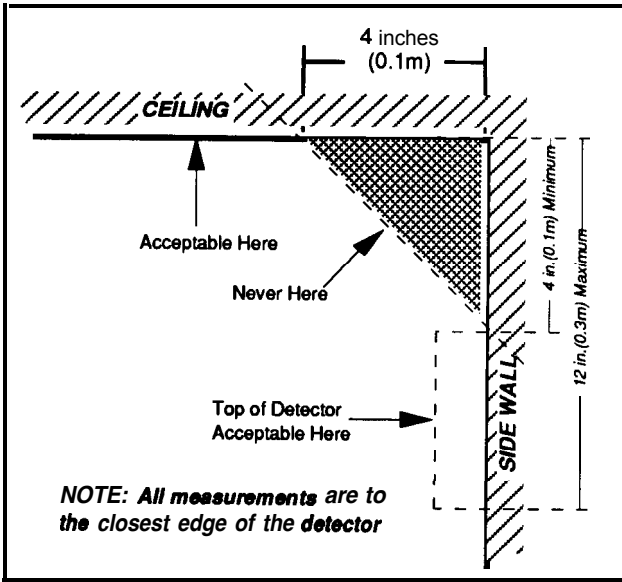 4 inches
(0.1m)
CEILING
Acceptable Here
Never Here
4 in.(0.1m) Minimum
12 in.(0.3m) Maximum
Top of Detector
Acceptable Here
SIDE WALL
NOTE: All measurements are to
the closest edge of the detector